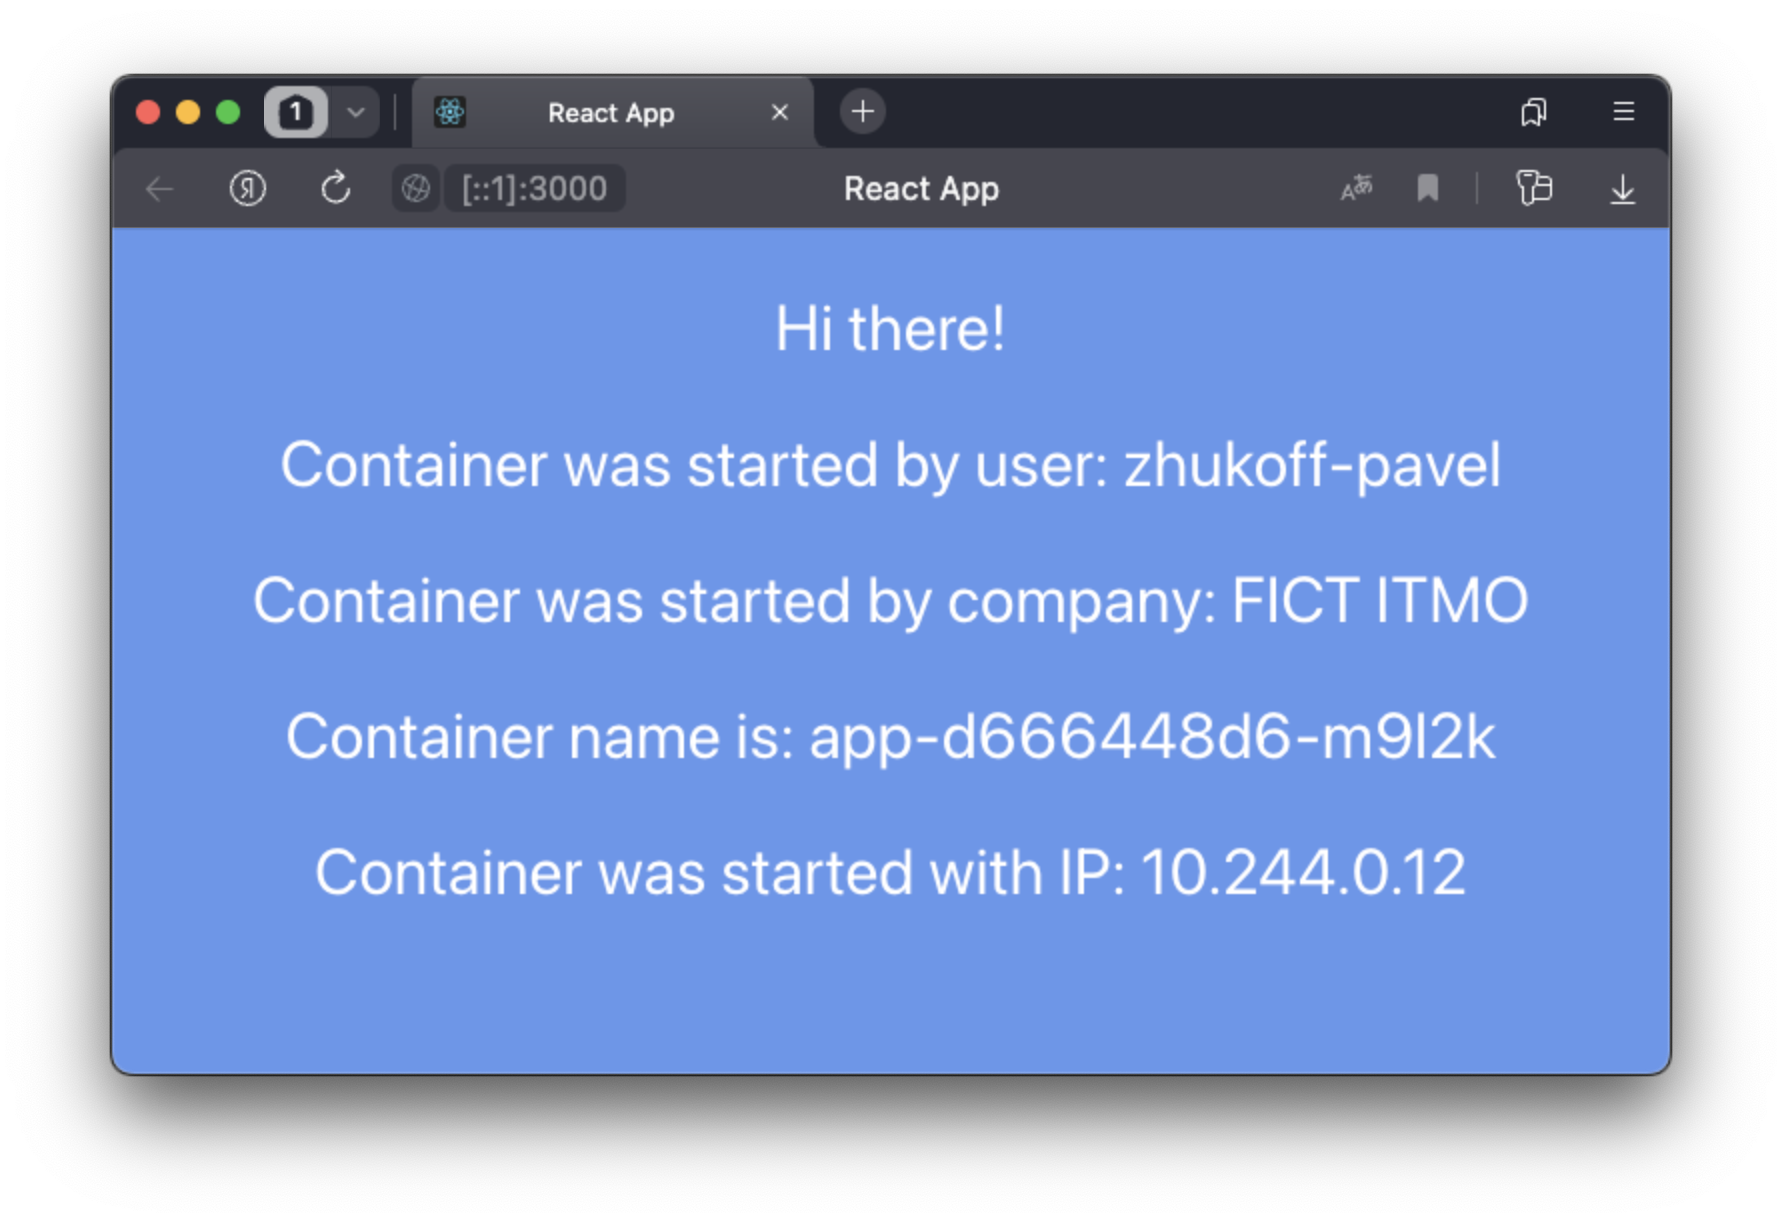 1 React App
[::1]:3000 React App
Hi there!
Container was started by user: zhukoff-pavel
Container was started by company: FICT ITMO
Container name is: app-d666448d6-m9l2k
Container was started with IP: 10.244.0.12